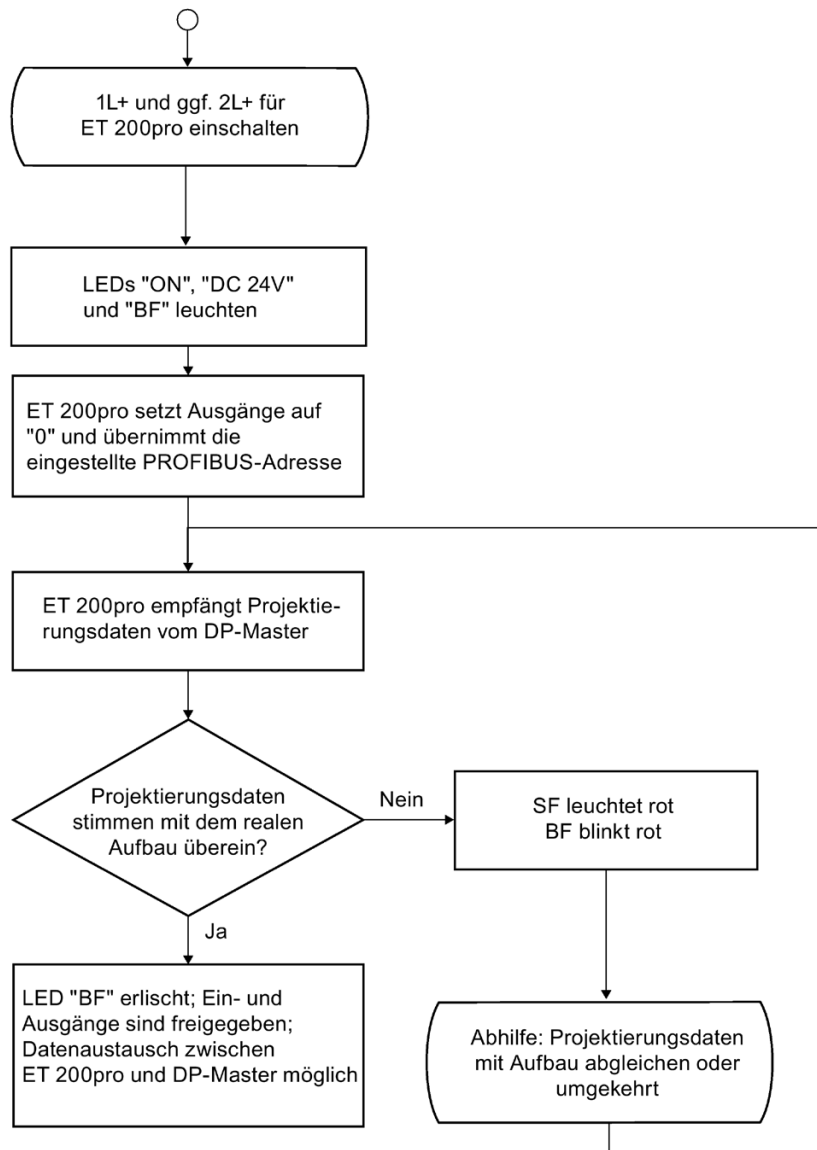 1L+ und ggf. 2L+ für
ET 200pro einschalten
LEDs "ON", "DC 24V"
und "BF" leuchten
ET 200pro setzt Ausgänge auf
"0" und übernimmt die
eingestellte PROFIBUS-Adresse
ET 200pro empfängt Projektie-
rungsdaten vom DP-Master
Projektierungsdaten
stimmen mit dem realen
Aufbau überein?
Nein
SF leuchtet rot
BF blinkt rot
Ja
LED "BF" erlischt; Ein- und
Ausgänge sind freigegeben;
Datenaustausch zwischen
ET 200pro und DP-Master möglich
Abhilfe: Projektierungsdaten
mit Aufbau abgleichen oder
umgekehrt